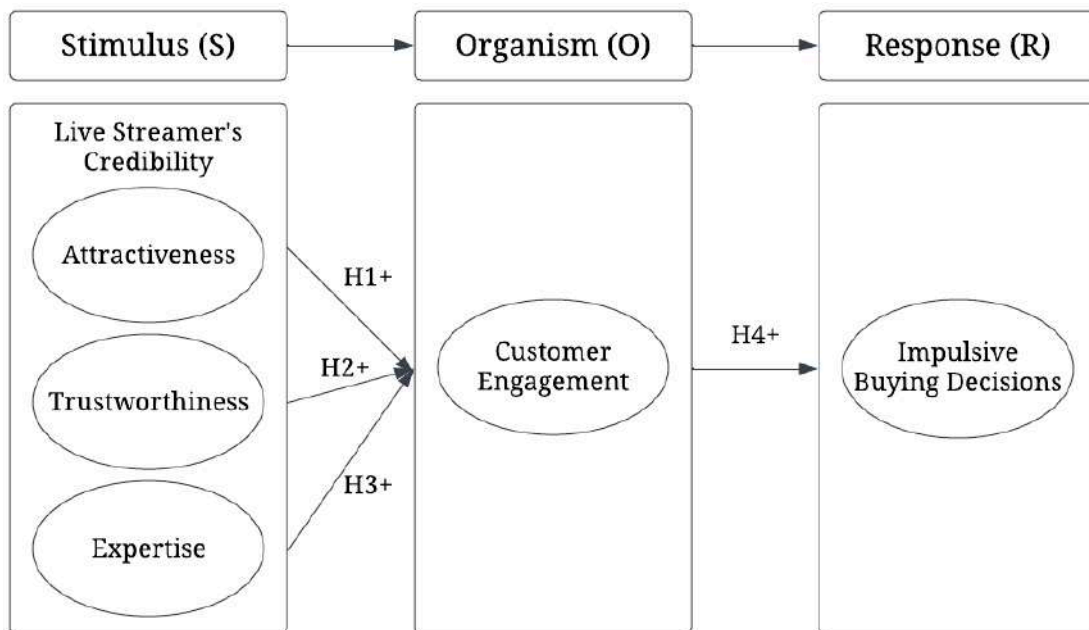 Stimulus (S)
Organism (O)
Response (R)
Live Streamer's
Credibility
Attractiveness
Trustworthiness
Expertise
H1+
H2+
H3+
Customer
Engagement
H4+
Impulsive
Buying Decisions